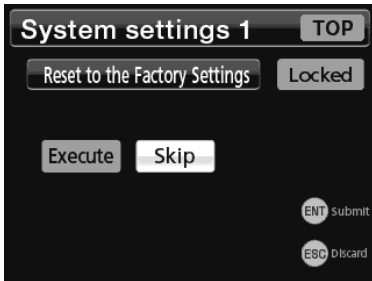 System settings 1 TOP
Reset to the Factory Settings Locked
Execute Skip
ENT Submit
ESC Discard